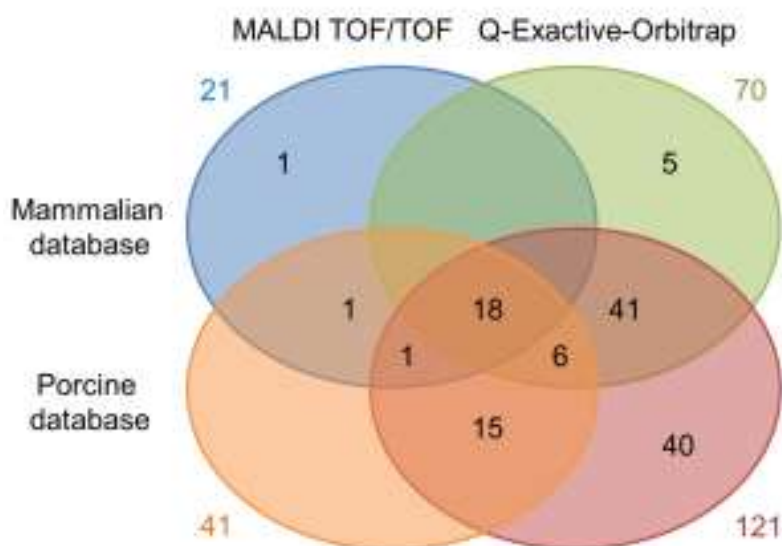 MALDI TOF/TOF Q-Exactive-Orbitrap
21 70
1 5
Mammalian
database
1 18 41
1 6
Porcine
database
15 40
41 121